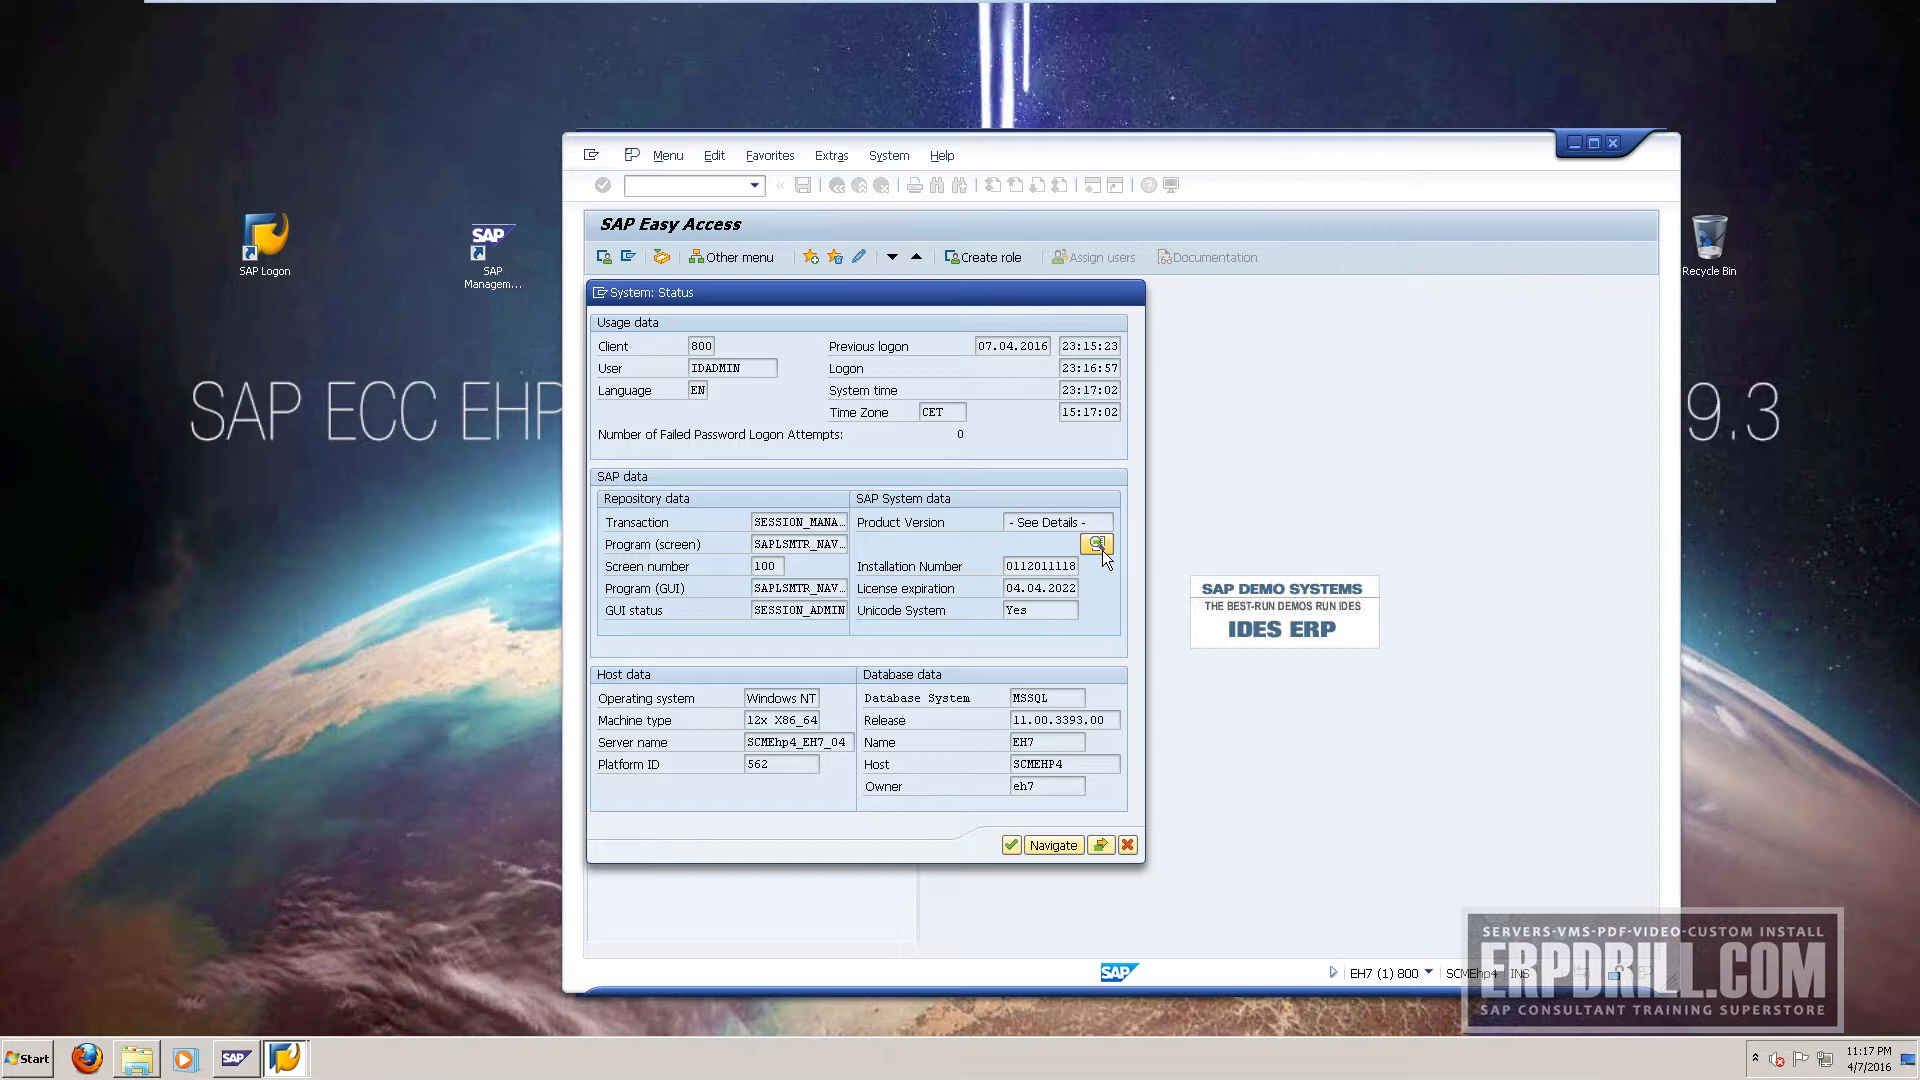 Menu Edit Favorites Extras System Help
SAP Easy Access
Other menu Create role Assign users Documentation
SAP Logon
SAP Managem...
Recycle Bin
SAP ECC EHP
9.3
System: Status
Usage data
Client 800 Previous logon 07.04.2016 23:15:23
User IDADMIN Logon 23:16:57
Language EN System time 23:17:02
Time Zone CET 15:17:02
Number of Failed Password Logon Attempts: 0
SAP data
Repository data SAP System data
Transaction SESSION_MANA… Product Version - See Details -
Program (screen) SAPLSMTR_NAV…
Screen number 100 Installation Number 0112011118
Program (GUI) SAPLSMTR_NAV… License expiration 04.04.2022
GUI status SESSION_ADMIN Unicode System Yes
SAP DEMO SYSTEMS
THE BEST-RUN DEMOS RUN IDES
IDES ERP
Host data Database data
Operating system Windows NT Database System MSSQL
Machine type 12x X86_64 Release 11.00.3393.00
Server name SCMEhp4_EH7_04 Name EH7
Platform ID 562 Host SCMEHP4
Owner eh7
Navigate
SAP
EH7 (1) 800 SCMEhp4 INS
SERVERS-VMS-PDF-VIDEO-CUSTOM INSTALL
ERPDRILL.COM
SAP CONSULTANT TRAINING SUPERSTORE
Start SAP
11:17 PM
4/7/2016